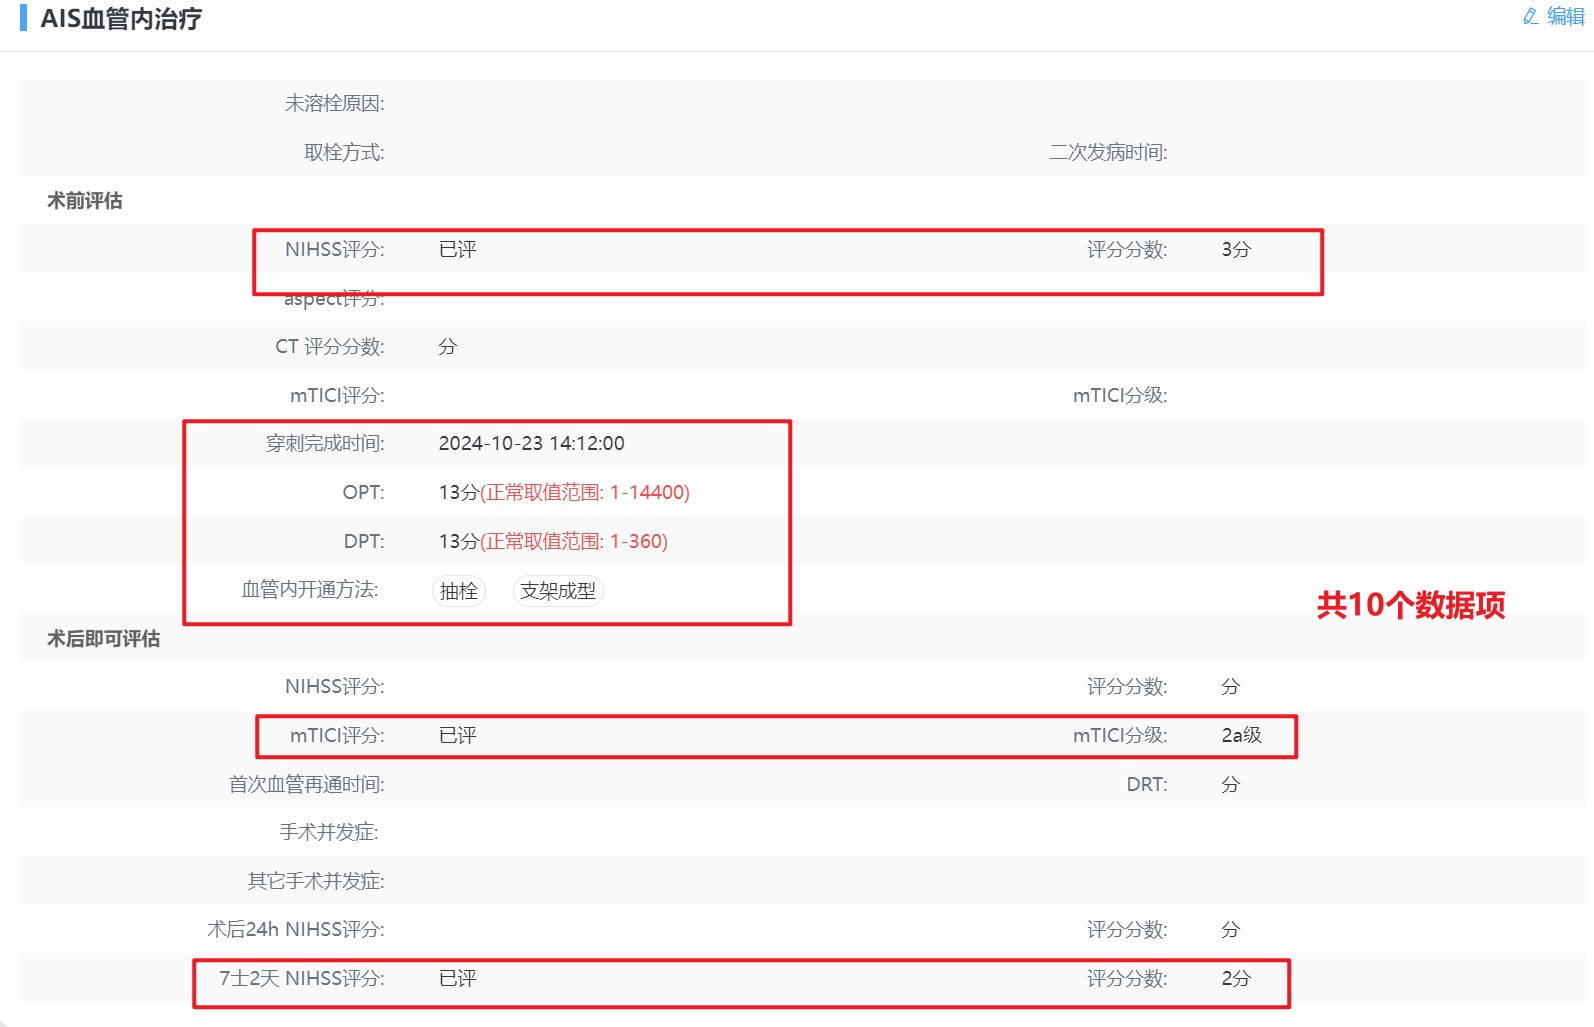 AIS血管内治疗 编辑
未溶栓原因:
取栓方式: 二次发病时间:
术前评估
NIHSS评分: 已评 评分分数: 3分
aspect评分:
CT 评分分数: 分
mTICI评分: mTICI分级:
穿刺完成时间: 2024-10-23 14:12:00
OPT: 13分(正常取值范围: 1-14400)
DPT: 13分(正常取值范围: 1-360)
血管内开通方法: 抽栓 支架成型
共10个数据项
术后即可评估
NIHSS评分: 评分分数: 分
mTICI评分: 已评 mTICI分级: 2a级
首次血管再通时间: DRT: 分
手术并发症:
其它手术并发症:
术后24h NIHSS评分: 评分分数: 分
7士2天 NIHSS评分: 已评 评分分数: 2分